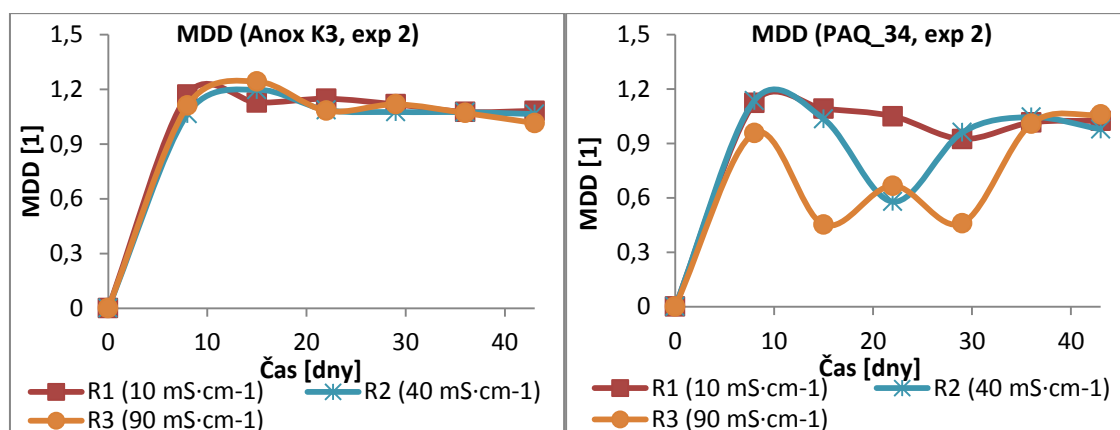 MDD (Anox K3, exp 2)
MDD [1]
1,5
1,2
0,9
0,6
0,3
0
0 10 20 30 40
Čas [dny]
R1 (10 mS·cm-1) R2 (40 mS·cm-1)
R3 (90 mS·cm-1)
MDD (PAQ_34, exp 2)
MDD [1]
1,5
1,2
0,9
0,6
0,3
0
0 10 20 30 40
Čas [dny]
R1 (10 mS·cm-1) R2 (40 mS·cm-1)
R3 (90 mS·cm-1)